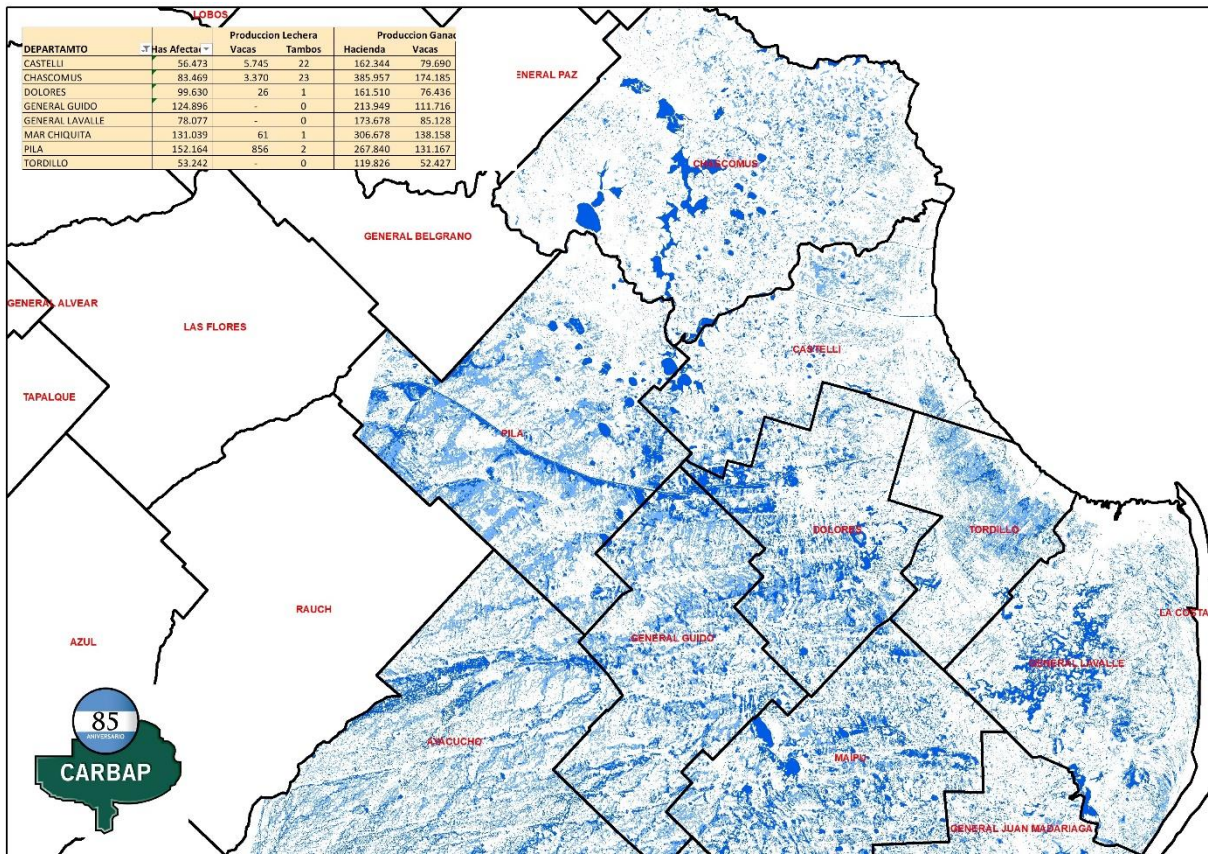 LOBOS
Produccion Lechera Produccion Ganad
DEPARTAMTO Has Afectad Vacas Tambos Hacienda Vacas
CASTELLI 56.473 5.745 22 162.344 79.690
CHASCOMUS 83.469 3.370 23 385.957 174.185
DOLORES 99.630 26 1 161.510 76.436
GENERAL GUIDO 124.896 - 0 213.949 111.716
GENERAL LAVALLE 78.077 - 0 173.678 85.128
MAR CHIQUITA 131.039 61 1 306.678 138.158
PILA 152.164 856 2 267.840 131.167
TORDILLO 53.242 - 0 119.826 52.427
ENERAL PAZ
CHASCOMUS
GENERAL BELGRANO
GENERAL ALVEAR
LAS FLORES
CASTELLI
TAPALQUE
PILA
DOLORES
TORDILLO
RAUCH
LA COSTA
AZUL
GENERAL GUIDO
GENERAL LAVALLE
85
ANIVERSARIO
AYACUCHO
MAIPU
CARBAP
GENERAL JUAN MADARIAGA